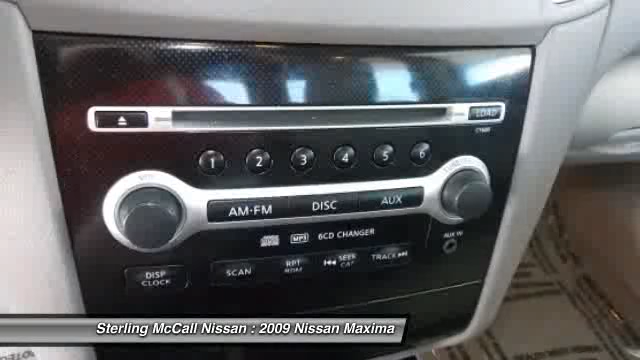 LOAD
1 2 3 4 5 6
AM·FM DISC AUX
6CD CHANGER
MP3
AUX IN
DISP CLOCK
SCAN
RPT RDM
SEEK CAT
TRACK
Sterling McCall Nissan : 2009 Nissan Maxima